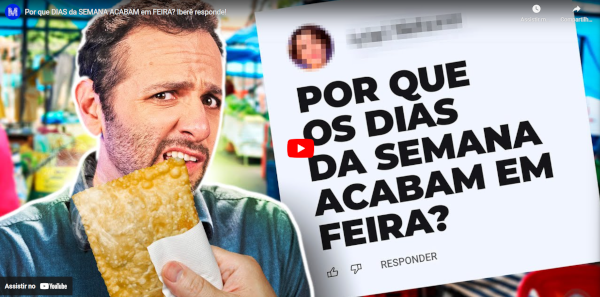 M Por que DIAS da SEMANA ACABAM em FEIRA? Iberê responde!
Compartilh...
POR QUE
OS DIAS
DA SEMANA
ACABAM EM
FEIRA?
RESPONDER
Assistir no YouTube